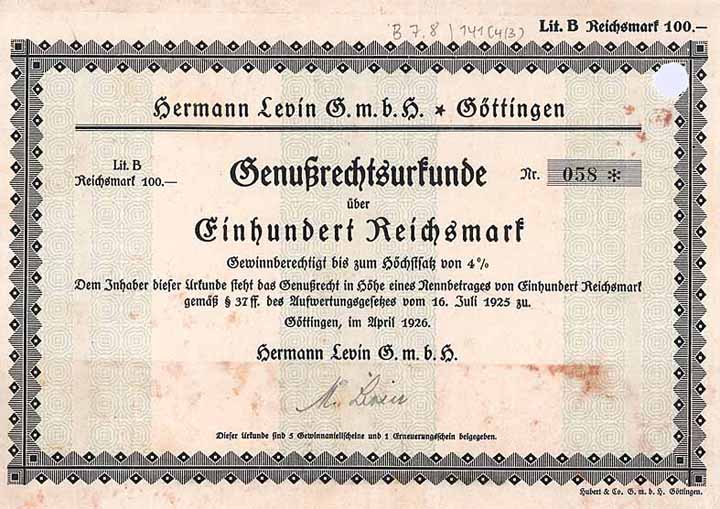 B 7.8 / 141 (4/3)
Lit. B Reichsmark 100.—
Hermann Levin G. m. b. H. * Göttingen
Lit. B
Reichsmark 100.—
Genußrechtsurkunde
Nr. 058 *
über
Einhundert Reichsmark
Gewinnberechtigt bis zum Höchstsatz von 4%
Dem Inhaber dieser Urkunde steht das Genußrecht in Höhe eines Nennbetrages von Einhundert Reichsmark
gemäß § 37 ff. des Aufwertungsgesetzes vom 16. Juli 1925 zu.
Göttingen, im April 1926.
Hermann Levin G. m. b. H.
M. Levin
Dieser Urkunde sind 5 Gewinnanteilscheine und 1 Erneuerungsschein beigegeben.
Hubert & Co. G. m. b. H. Göttingen.